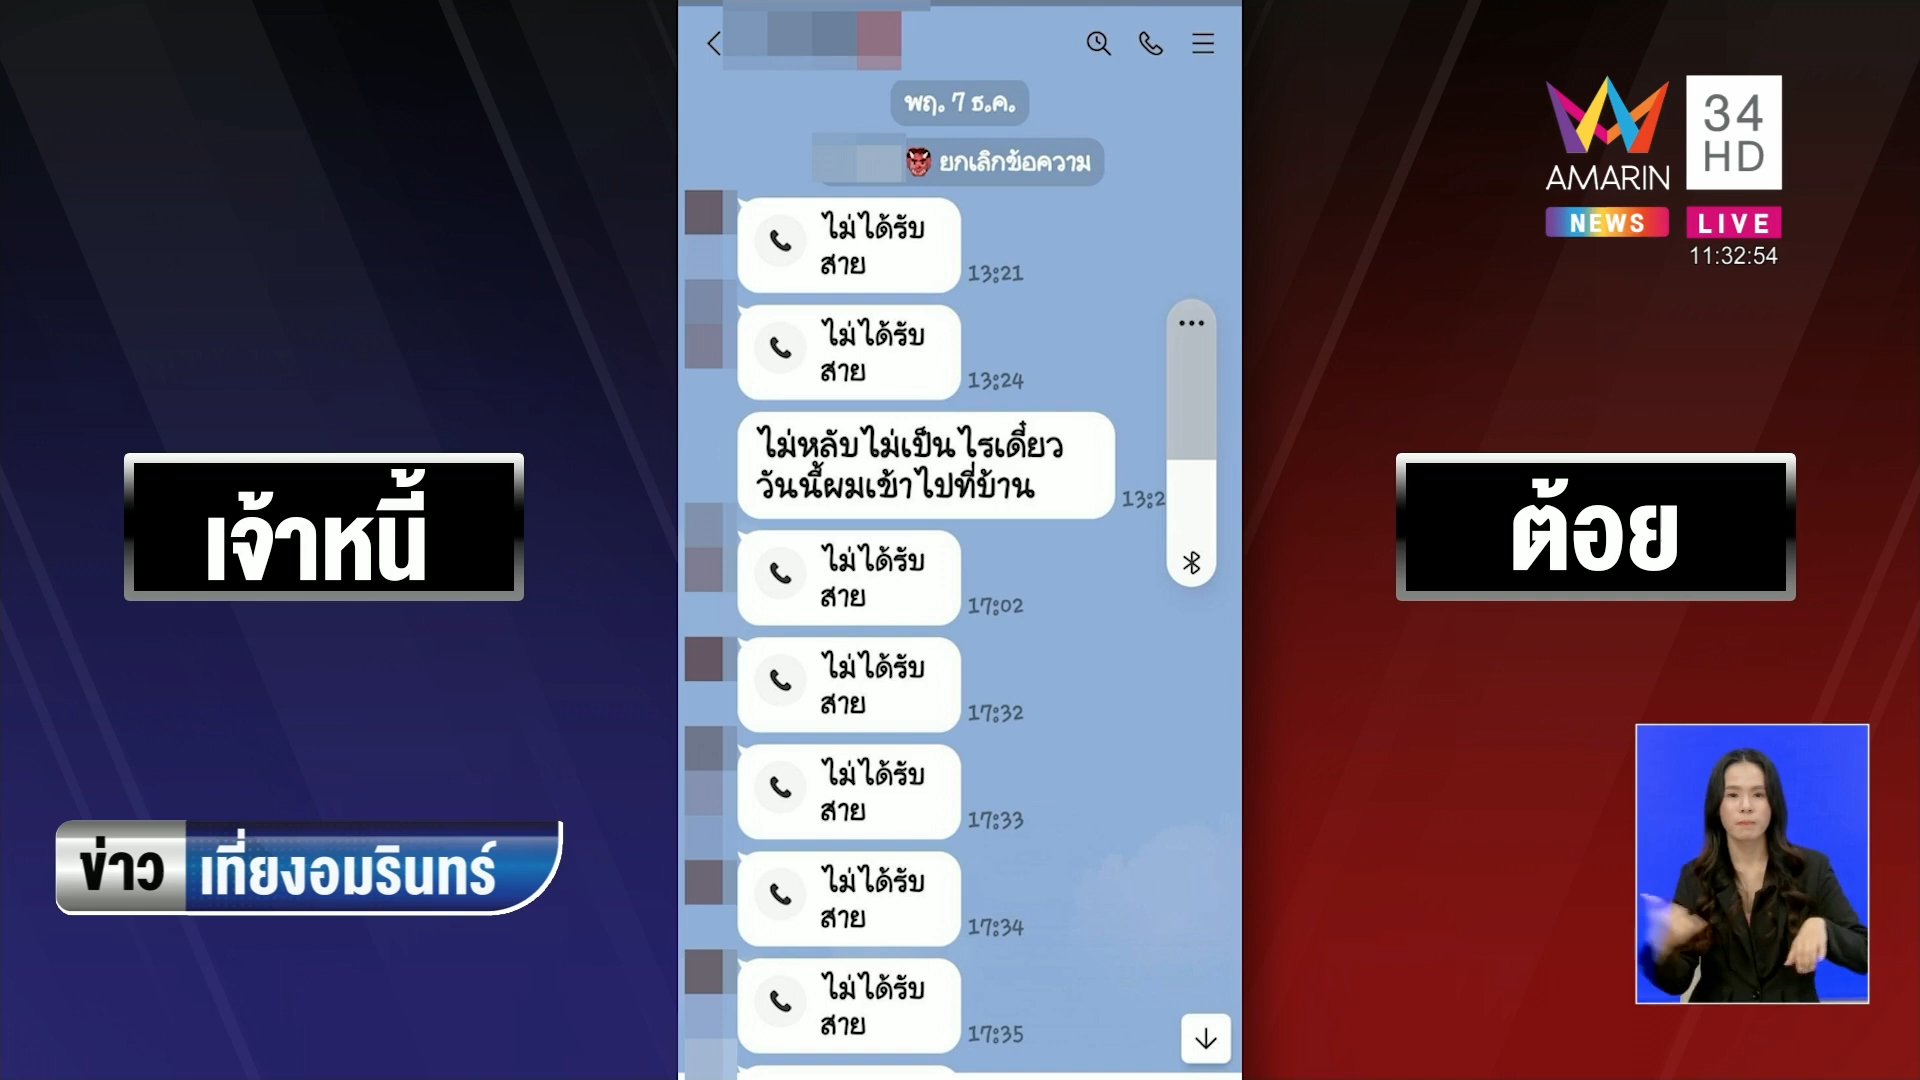 พฤ. 7 ธ.ค.
ยกเลิกข้อความ
ไม่ได้รับ
สาย
13:21
ไม่ได้รับ
สาย
13:24
ไม่หลับไม่เป็นไรเดี๋ยว
วันนี้ผมเข้าไปที่บ้าน
13:2
ไม่ได้รับ
สาย
17:02
ไม่ได้รับ
สาย
17:32
ไม่ได้รับ
สาย
17:33
ไม่ได้รับ
สาย
17:34
ไม่ได้รับ
สาย
17:35
เจ้าหนี้
ต้อย
ข่าว เที่ยงอมรินทร์
AMARIN
NEWS
34
HD
LIVE
11:32:54